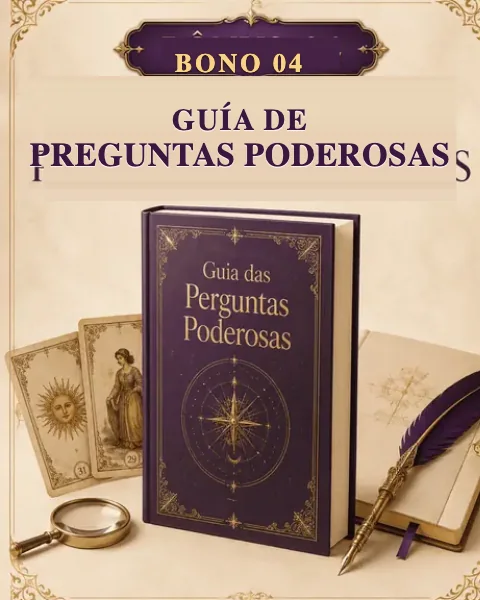 BONO 04
GUÍA DE
PREGUNTAS PODEROSAS
Guia das
Perguntas
Poderosas
31
29